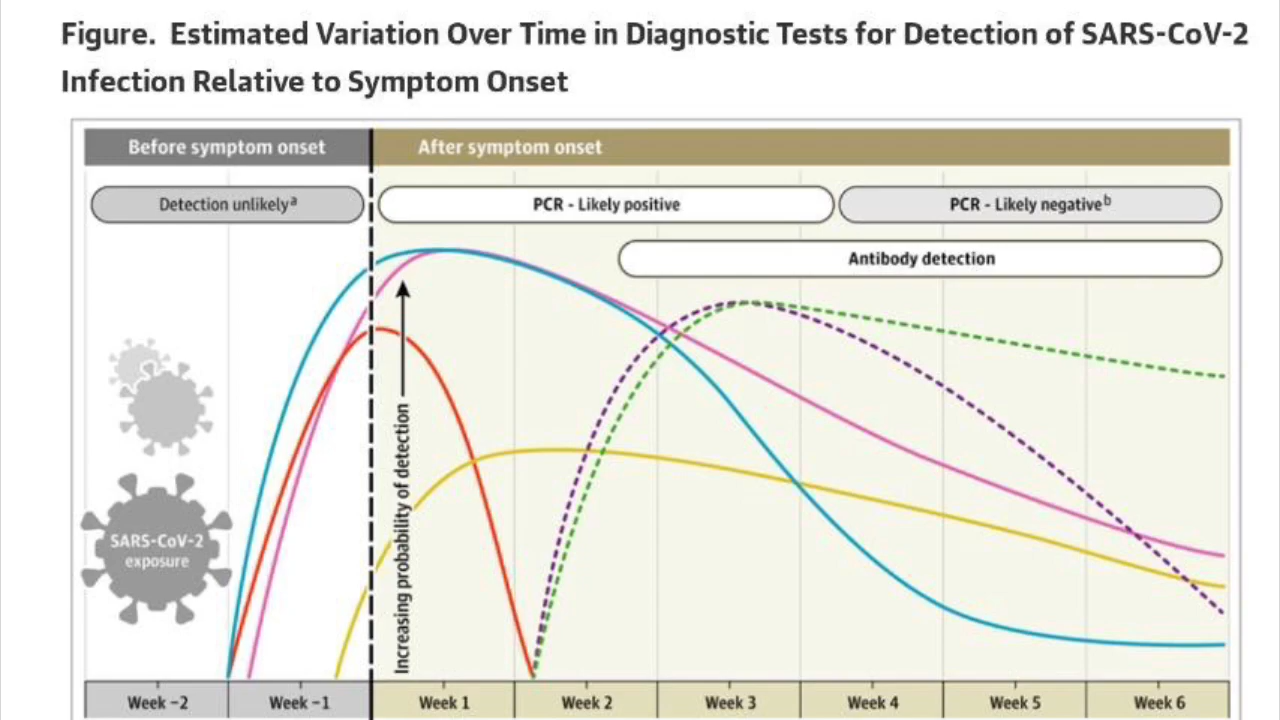 Figure. Estimated Variation Over Time in Diagnostic Tests for Detection of SARS-CoV-2
Infection Relative to Symptom Onset
Before symptom onset
After symptom onset
Detection unlikelyᵃ
PCR - Likely positive
PCR - Likely negativeᵇ
Antibody detection
Increasing probability of detection
SARS-CoV-2
exposure
Week −2
Week −1
Week 1
Week 2
Week 3
Week 4
Week 5
Week 6